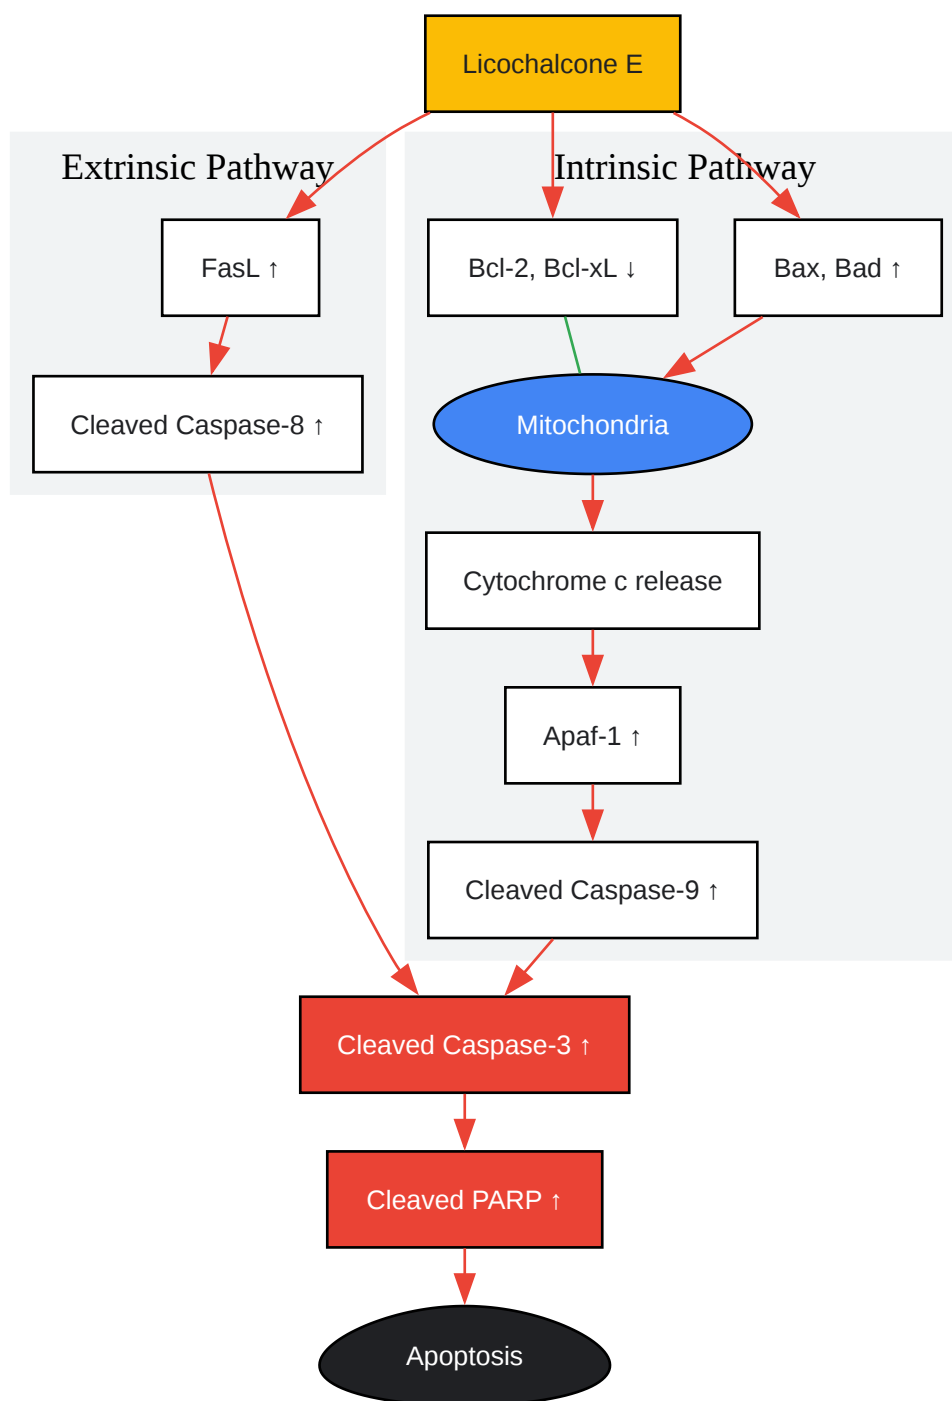 Licochalcone E
Extrinsic Pathway
Intrinsic Pathway
FasL ↑
Bcl-2, Bcl-xL ↓
Bax, Bad ↑
Cleaved Caspase-8 ↑
Mitochondria
Cytochrome c release
Apaf-1 ↑
Cleaved Caspase-9 ↑
Cleaved Caspase-3 ↑
Cleaved PARP ↑
Apoptosis